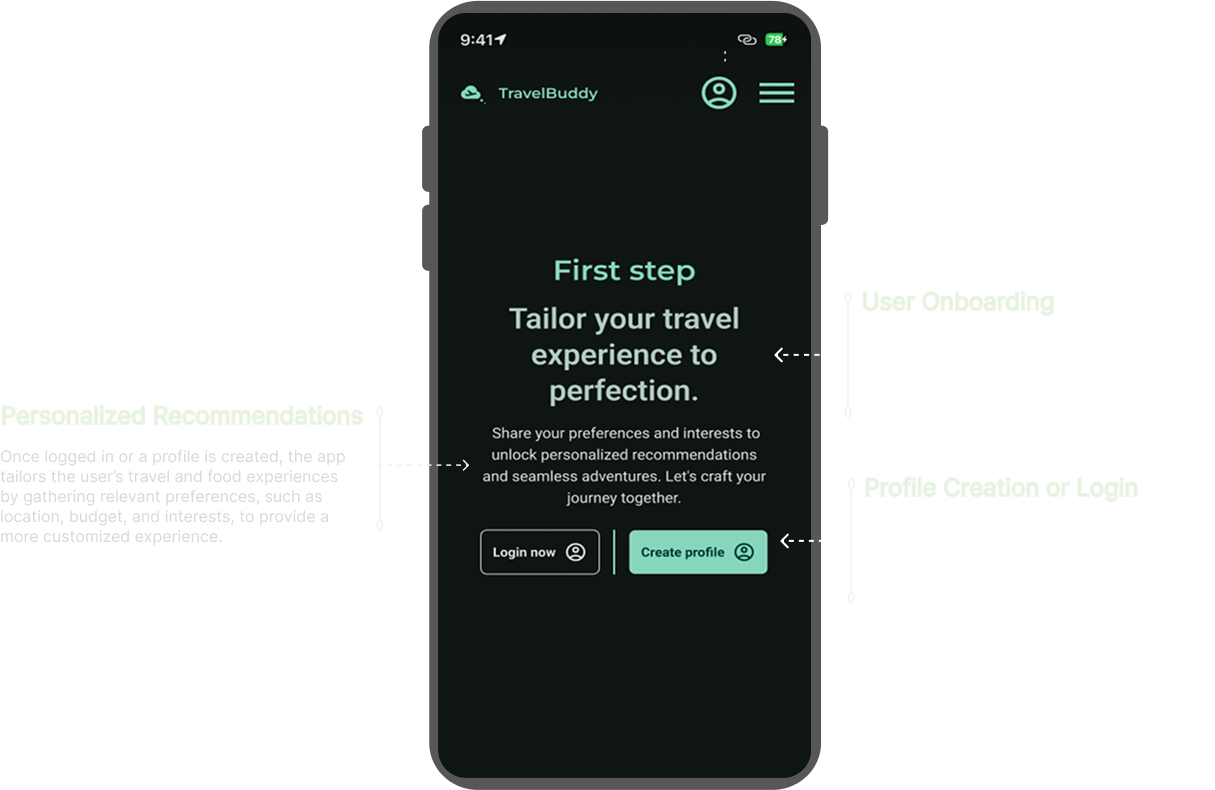 9:41
78
TravelBuddy
First step
Tailor your travel
experience to
perfection.
Share your preferences and interests to
unlock personalized recommendations
and seamless adventures. Let's craft your
journey together.
Login now
Create profile
Personalized Recommendations
Once logged in or a profile is created, the app
tailors the user’s travel and food experiences
by gathering relevant preferences, such as
location, budget, and interests, to provide a
more customized experience.
User Onboarding
Profile Creation or Login